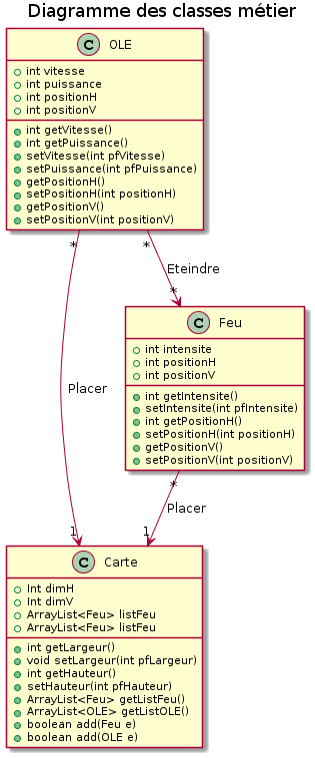 Diagramme des classes métier
C OLE
int vitesse
int puissance
int positionH
int positionV
int getVitesse()
int getPuissance()
setVitesse(int pfVitesse)
setPuissance(int pfPuissance)
getPositionH()
setPositionH(int positionH)
getPositionV()
setPositionV(int positionV)
* *
Eteindre
*
C Feu
int intensite
int positionH
int positionV
Placer
int getIntensite()
setIntensite(int pfIntensite)
int getPositionH()
setPositionH(int positionH)
getPositionV()
setPositionV(int positionV)
*
Placer
1 1
C Carte
Int dimH
Int dimV
ArrayList<Feu> listFeu
ArrayList<Feu> listFeu
int getLargeur()
void setLargeur(int pfLargeur)
int getHauteur()
setHauteur(int pfHauteur)
ArrayList<Feu> getListFeu()
ArrayList<OLE> getListOLE()
boolean add(Feu e)
boolean add(OLE e)